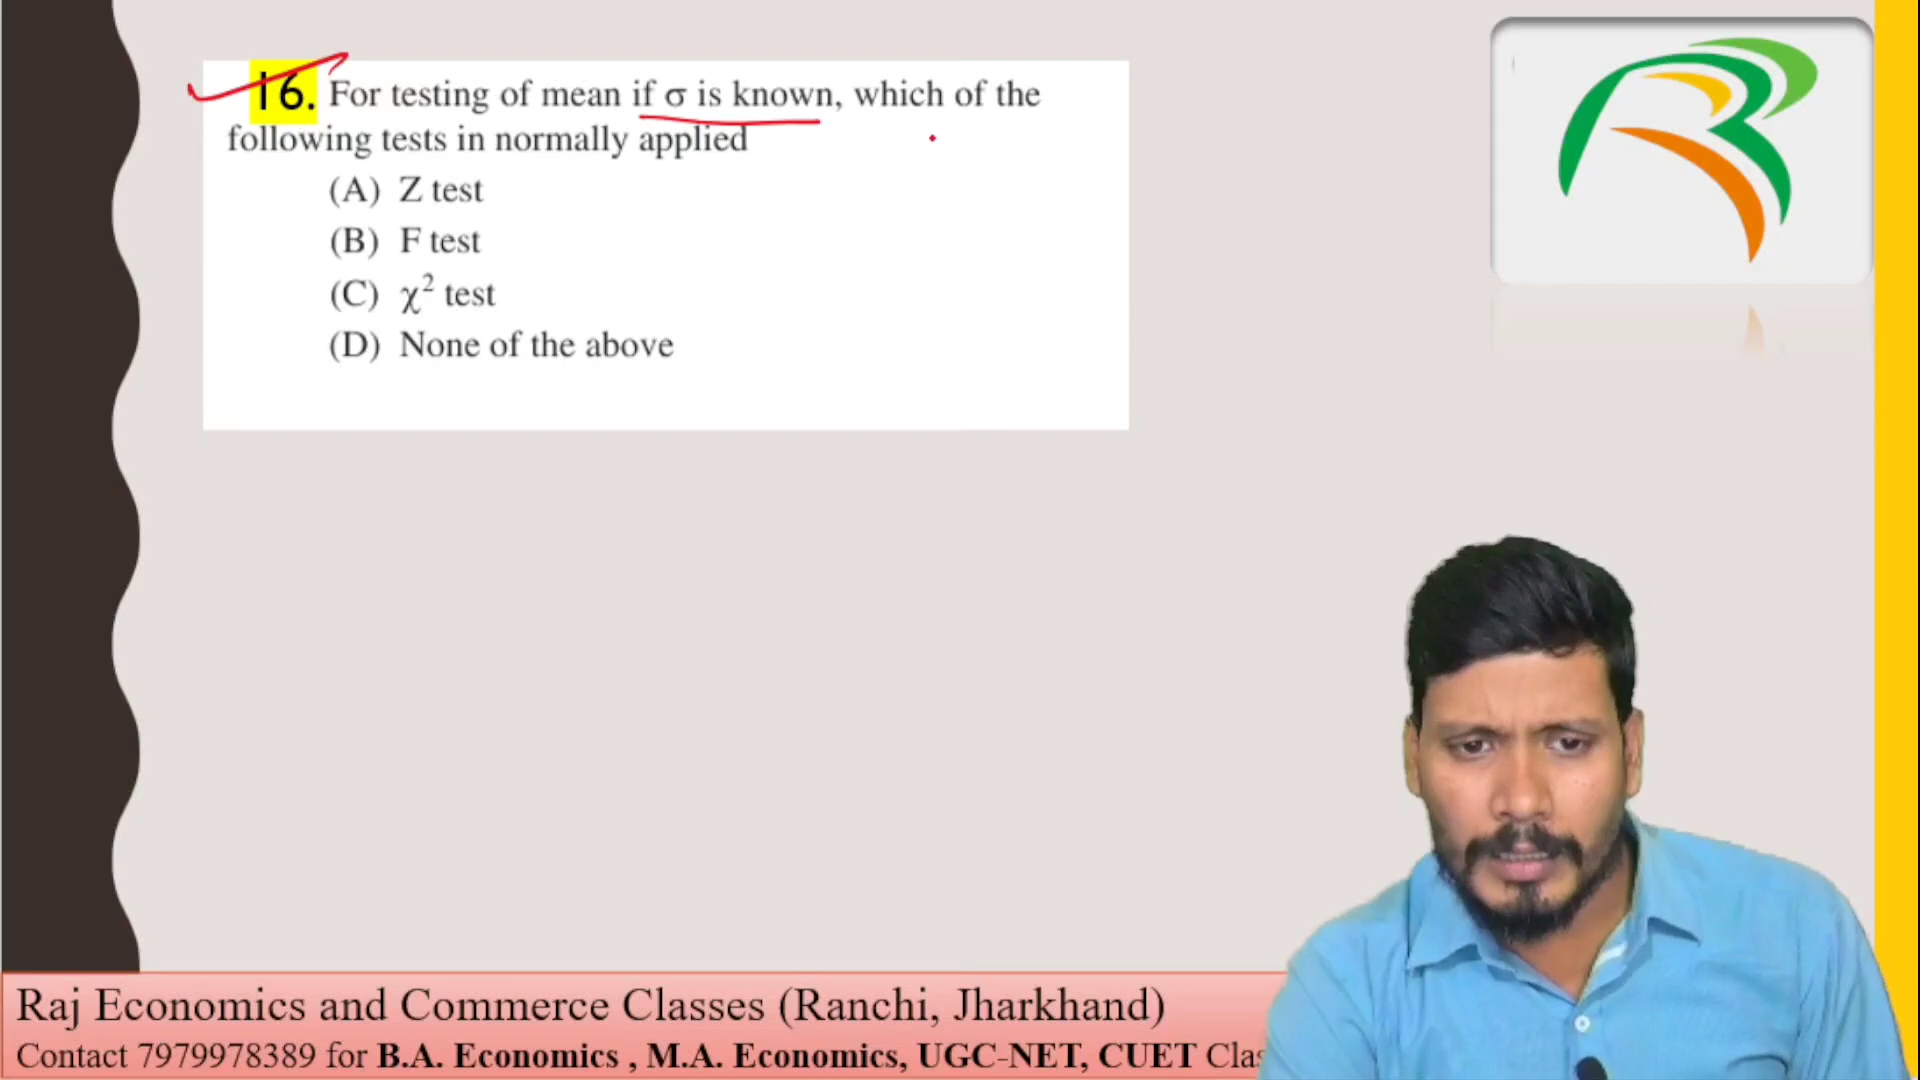 16. For testing of mean if σ is known, which of the
following tests in normally applied
(A) Z test
(B) F test
(C) χ² test
(D) None of the above
Raj Economics and Commerce Classes (Ranchi, Jharkhand)
Contact 7979978389 for B.A. Economics , M.A. Economics, UGC-NET, CUET